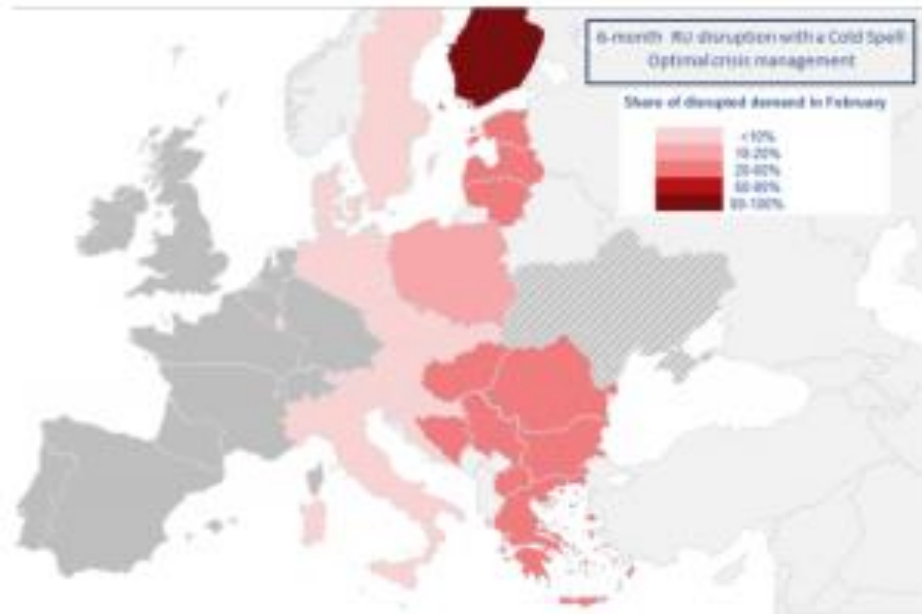 6-month RU disruption with a Cold Spell
Optimal crisis management
Share of disrupted demand in February
<10%
10-20%
20-60%
60-80%
80-100%